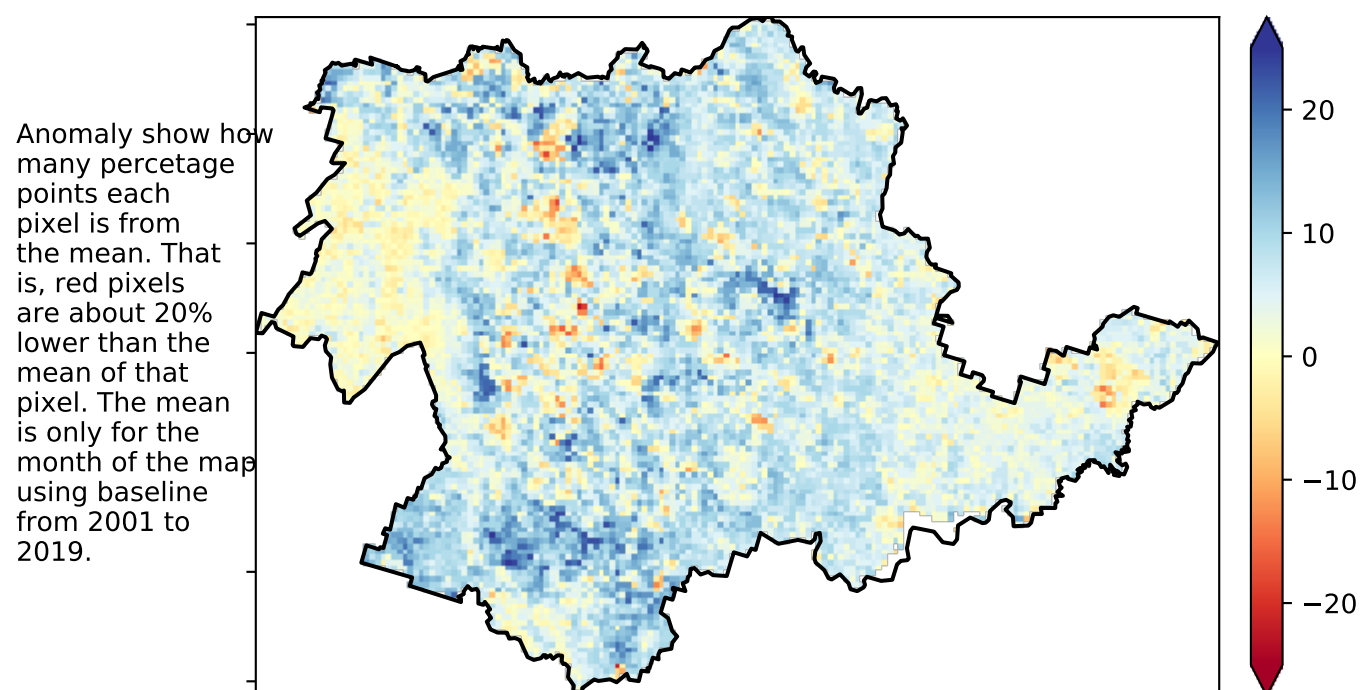 Anomaly show how
many percetage
points each
pixel is from
the mean. That
is, red pixels
are about 20%
lower than the
mean of that
pixel. The mean
is only for the
month of the map
using baseline
from 2001 to
2019.
20
10
0
−10
−20